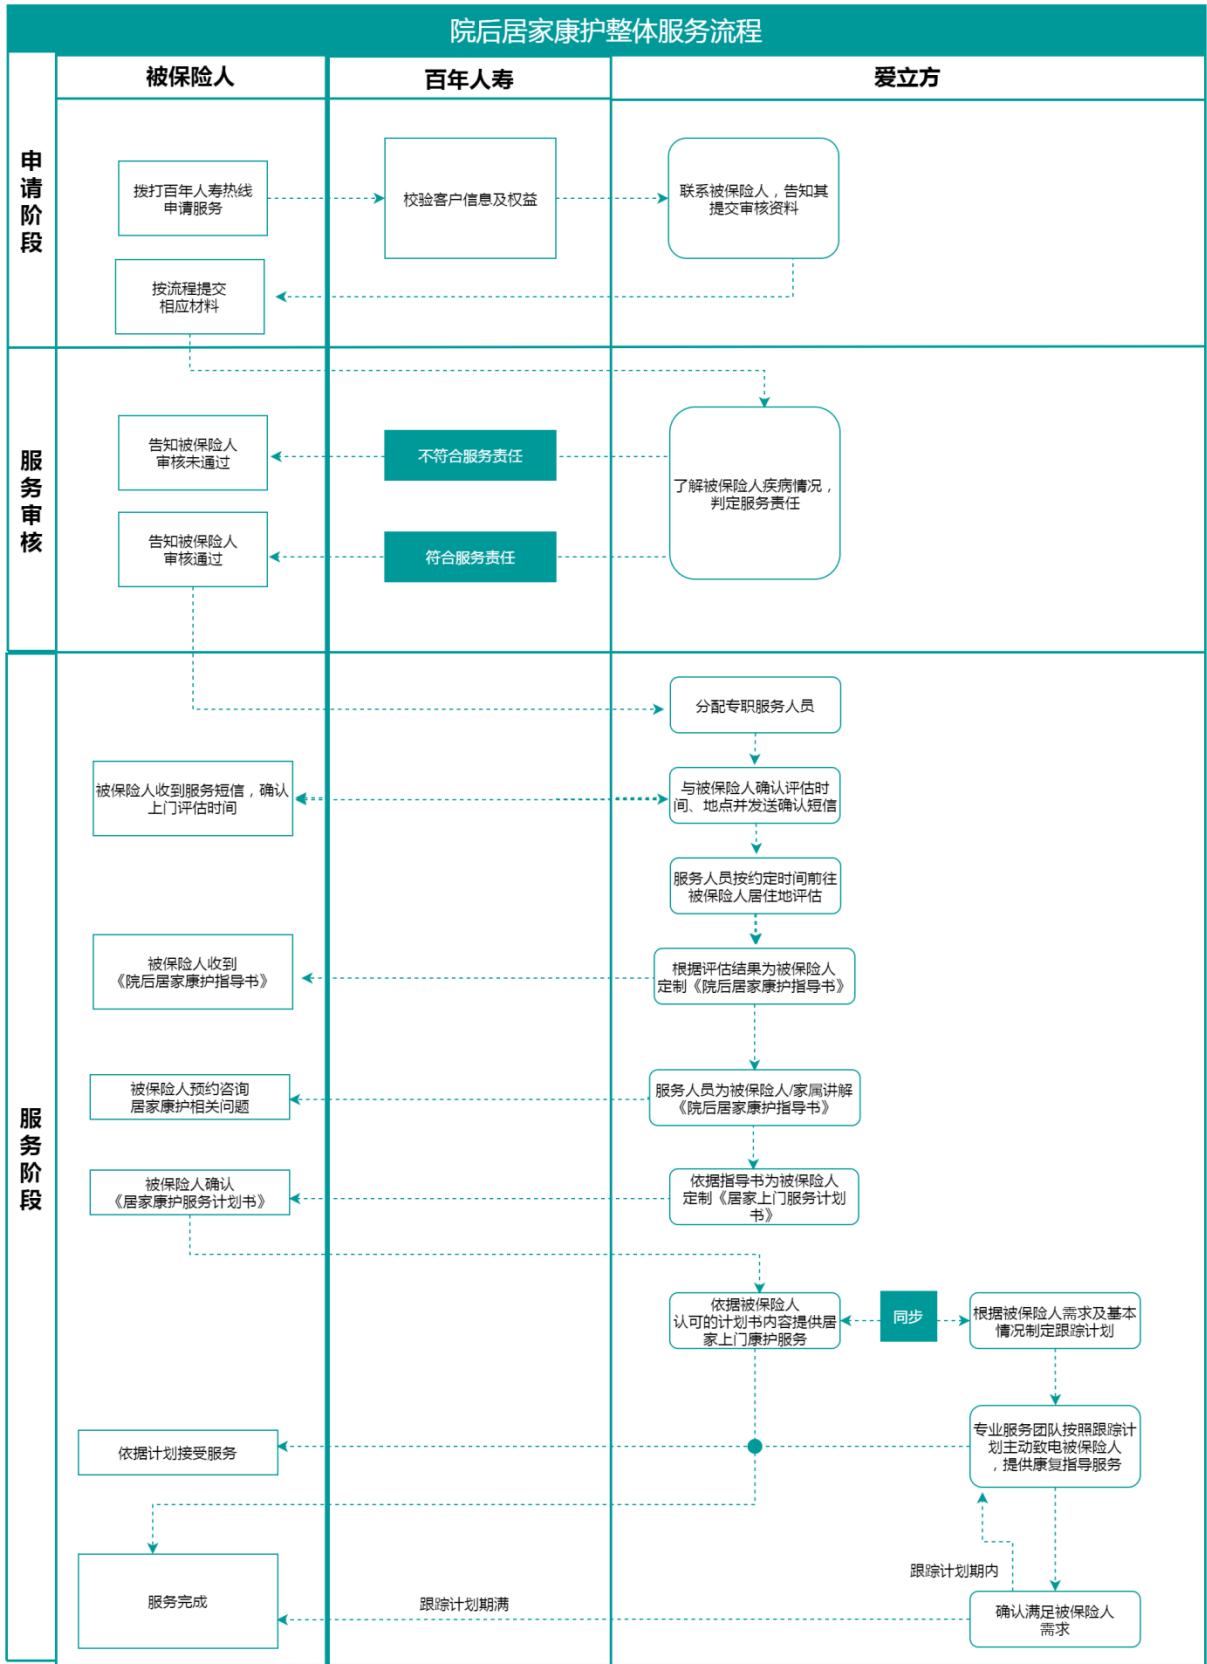 院后居家康护整体服务流程
被保险人
百年人寿
爱立方
申
请
阶
段
拨打百年人寿热线
申请服务
校验客户信息及权益
联系被保险人，告知其
提交审核资料
按流程提交
相应材料
服
务
审
核
告知被保险人
审核未通过
不符合服务责任
了解被保险人疾病情况，
判定服务责任
告知被保险人
审核通过
符合服务责任
服
务
阶
段
分配专职服务人员
被保险人收到服务短信，确认
上门评估时间
与被保险人确认评估时
间、地点并发送确认短信
服务人员按约定时间前往
被保险人居住地评估
被保险人收到
《院后居家康护指导书》
根据评估结果为被保险人
定制《院后居家康护指导书》
被保险人预约咨询
居家康护相关问题
服务人员为被保险人/家属讲解
《院后居家康护指导书》
被保险人确认
《居家康护服务计划书》
依据指导书为被保险人
定制《居家上门服务计划
书》
依据被保险人
认可的计划书内容提供居
家上门康护服务
同步
根据被保险人需求及基本
情况制定跟踪计划
依据计划接受服务
专业服务团队按照跟踪计
划主动致电被保险人
，提供康复指导服务
跟踪计划期内
服务完成
跟踪计划期满
确认满足被保险人
需求